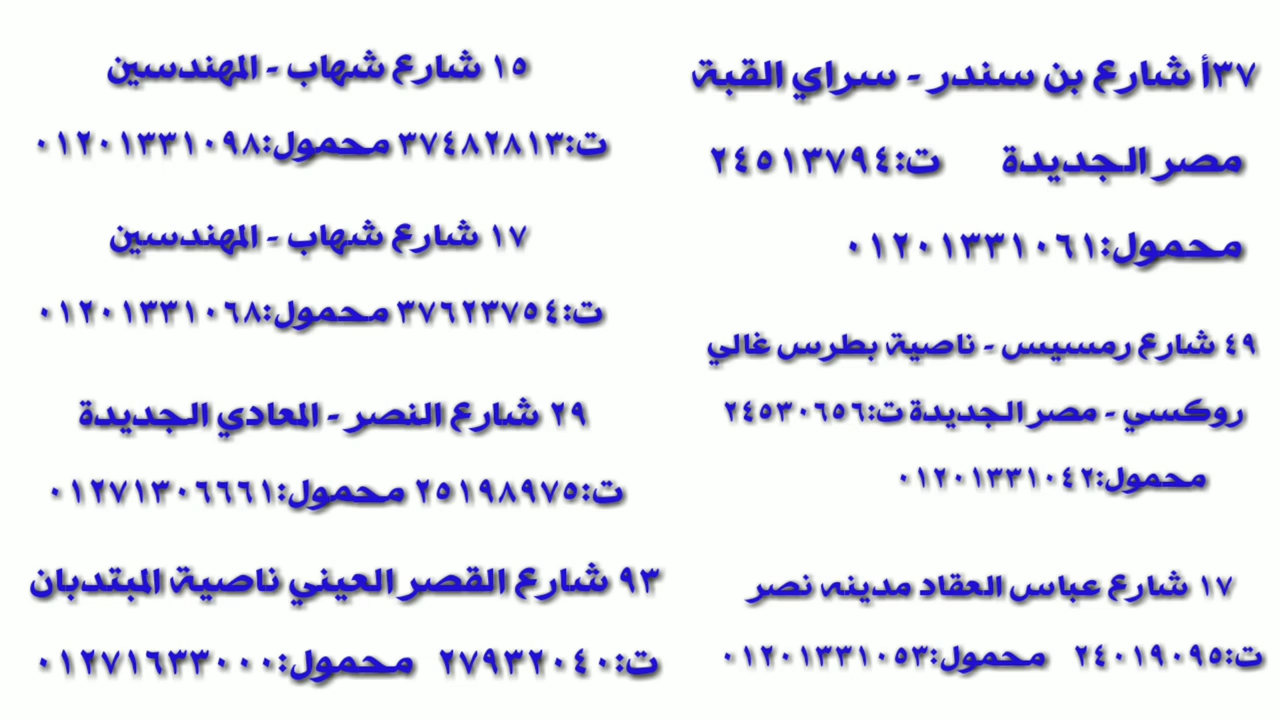 ٣٧أ شارع بن سندر - سراي القبة
مصر الجديدة ت:٢٤٥١٣٧٩٤
محمول:٠١٢٠١٣٣١٠٦١
٤٩ شارع رمسيس - ناصية بطرس غالي
روكسي - مصر الجديدة ت:٢٤٥٣٠٦٥٦
محمول:٠١٢٠١٣٣١٠٤٢
١٧ شارع عباس العقاد مدينه نصر
ت:٢٤٠١٩٠٩٥ محمول:٠١٢٠١٣٣١٠٥٣
١٥ شارع شهاب - المهندسين
ت:٣٧٤٨٢٨١٣ محمول:٠١٢٠١٣٣١٠٩٨
١٧ شارع شهاب - المهندسين
ت:٣٧٦٢٣٧٥٤ محمول:٠١٢٠١٣٣١٠٦٨
٢٩ شارع النصر - المعادي الجديدة
ت:٢٥١٩٨٩٧٥ محمول:٠١٢٧١٣٠٦٦٦١
٩٣ شارع القصر العيني ناصية المبتدبان
ت:٢٧٩٣٢٠٤٠ محمول:٠١٢٧١٦٣٣٠٠٠